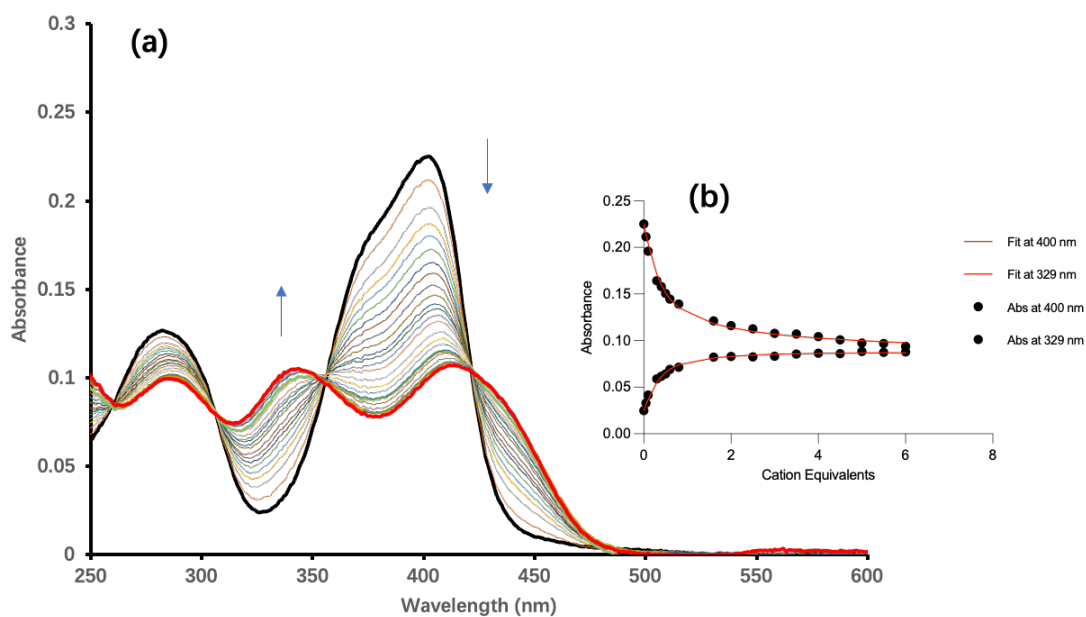 (a)
0.3
0.25
0.2
0.15
0.1
0.05
0
Absorbance
250
300
350
400
450
500
550
600
Wavelength (nm)
(b)
0.25
0.20
0.15
0.10
0.05
0.00
Absorbance
0
2
4
6
8
Cation Equivalents
Fit at 400 nm
Fit at 329 nm
Abs at 400 nm
Abs at 329 nm